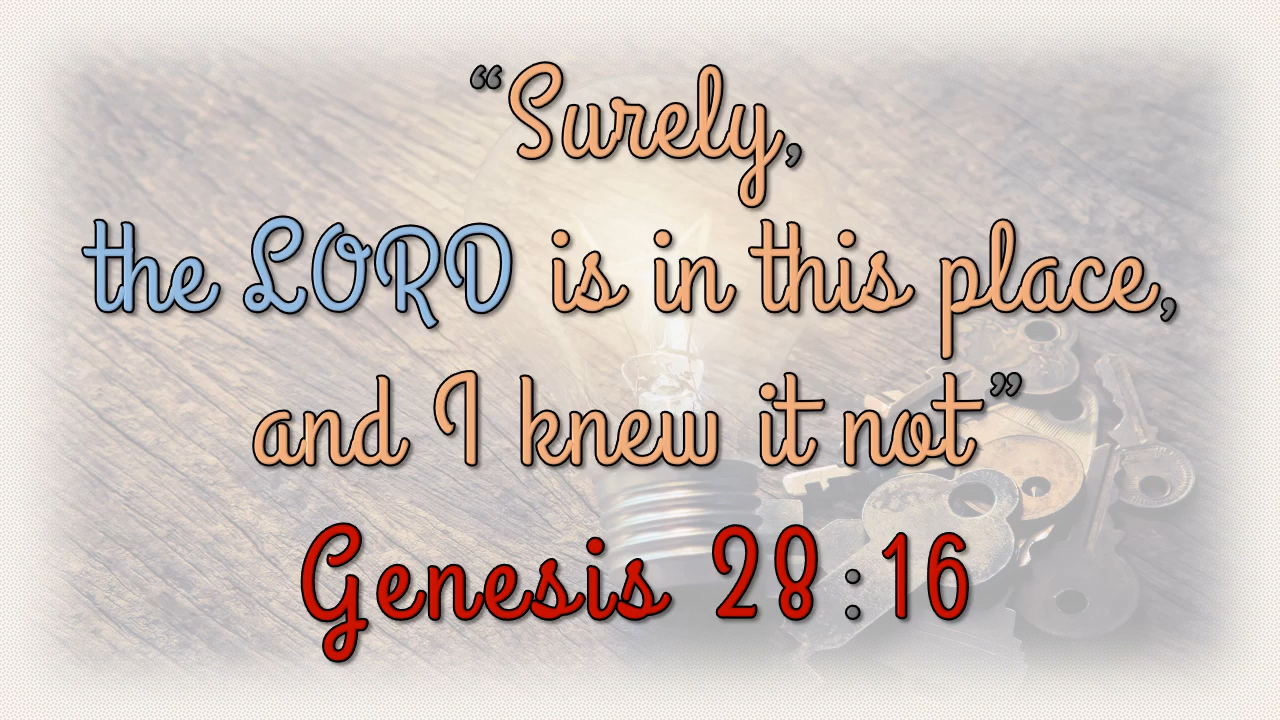 “Surely,
the LORD is in this place,
and I knew it not”
Genesis 28:16